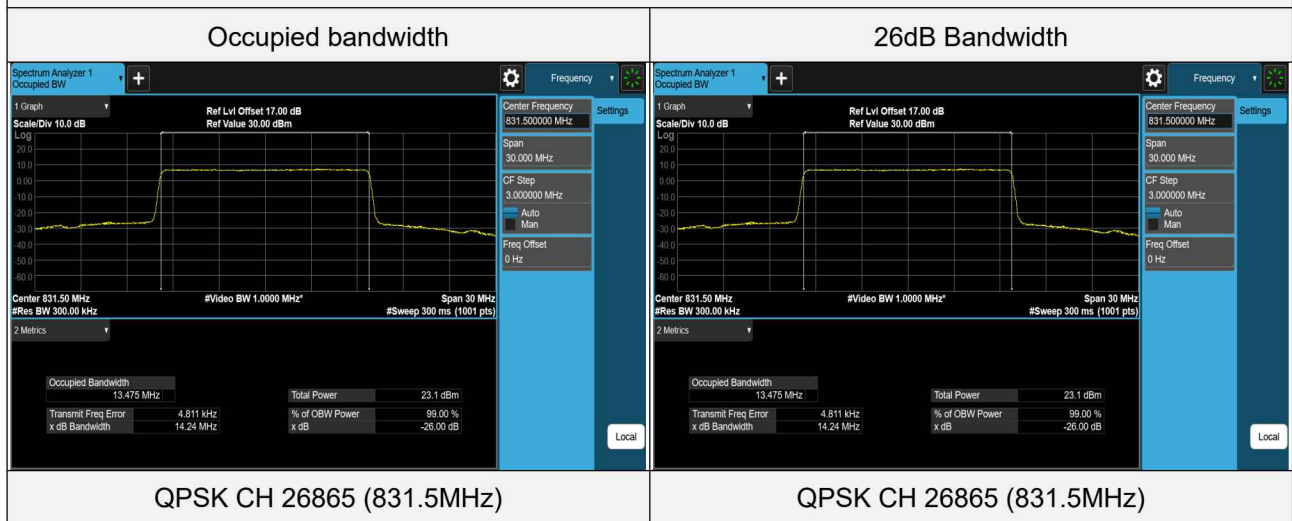 Occupied bandwidth
26dB Bandwidth
Spectrum Analyzer 1
Occupied BW
+
Frequency
1 Graph
Scale/Div 10.0 dB
Ref Lvl Offset 17.00 dB
Ref Value 30.00 dBm
Log
20.0
10.0
0.00
-10.0
-20.0
-30.0
-40.0
-50.0
-60.0
Center 831.50 MHz
#Res BW 300.00 kHz
#Video BW 1.0000 MHz*
Span 30 MHz
#Sweep 300 ms (1001 pts)
Center Frequency
831.500000 MHz
Settings
Span
30.000 MHz
CF Step
3.000000 MHz
Auto
Man
Freq Offset
0 Hz
2 Metrics
Occupied Bandwidth
13.475 MHz
Total Power 23.1 dBm
Transmit Freq Error 4.811 kHz % of OBW Power 99.00 %
x dB Bandwidth 14.24 MHz x dB -26.00 dB
Local
Spectrum Analyzer 1
Occupied BW
+
Frequency
1 Graph
Scale/Div 10.0 dB
Ref Lvl Offset 17.00 dB
Ref Value 30.00 dBm
Log
20.0
10.0
0.00
-10.0
-20.0
-30.0
-40.0
-50.0
-60.0
Center 831.50 MHz
#Res BW 300.00 kHz
#Video BW 1.0000 MHz*
Span 30 MHz
#Sweep 300 ms (1001 pts)
Center Frequency
831.500000 MHz
Settings
Span
30.000 MHz
CF Step
3.000000 MHz
Auto
Man
Freq Offset
0 Hz
2 Metrics
Occupied Bandwidth
13.475 MHz
Total Power 23.1 dBm
Transmit Freq Error 4.811 kHz % of OBW Power 99.00 %
x dB Bandwidth 14.24 MHz x dB -26.00 dB
Local
QPSK CH 26865 (831.5MHz)
QPSK CH 26865 (831.5MHz)